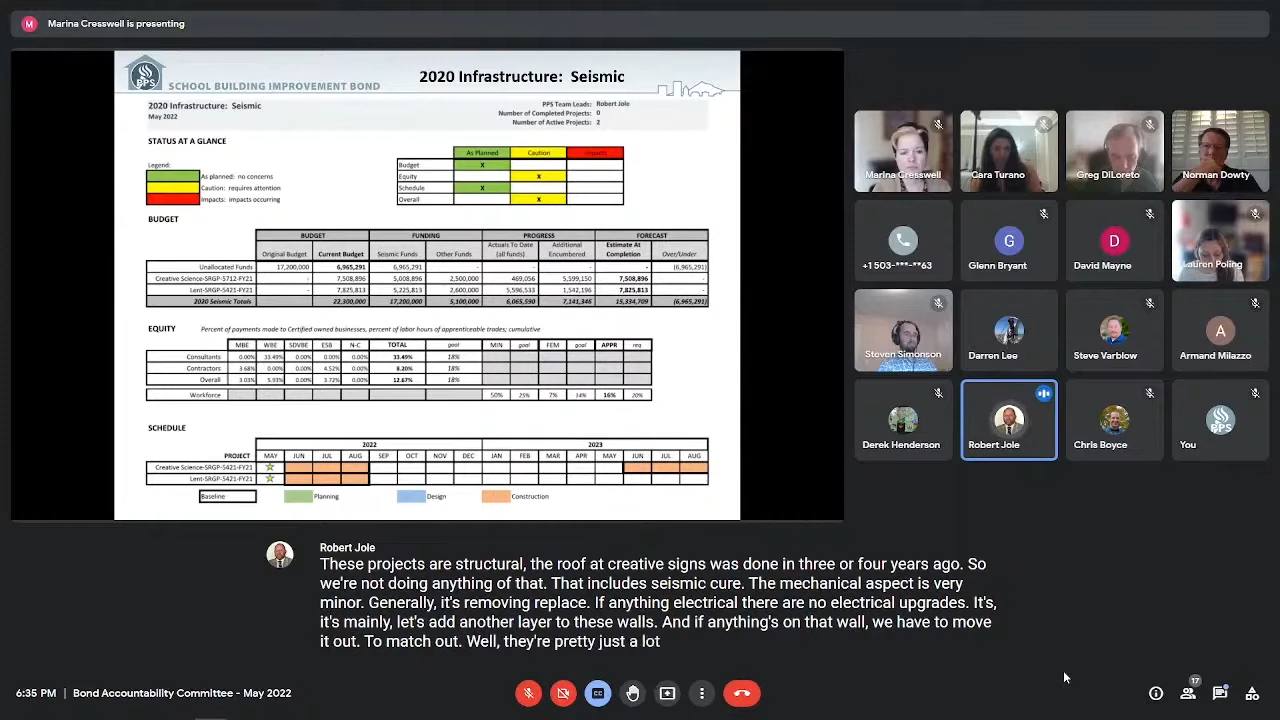 M Marina Cresswell is presenting
PPS SCHOOL BUILDING IMPROVEMENT BOND 2020 Infrastructure: Seismic
2020 Infrastructure: Seismic
May 2022
PPS Team Leads: Robert Jole
Number of Completed Projects: 0
Number of Active Projects: 2
STATUS AT A GLANCE
Legend:
As planned: no concerns
Caution: requires attention
Impacts: impacts occurring
As Planned Caution Impacts
Budget X
Equity X
Schedule X
Overall X
BUDGET
BUDGET FUNDING PROGRESS FORECAST
Original Budget Current Budget Seismic Funds Other Funds Actuals To Date (all funds) Additional Encumbered Estimate At Completion Over/Under
Unallocated Funds 17,200,000 6,965,291 6,965,291 - - - - (6,965,291)
Creative Science-SRGP-5712-FY21 - 7,508,896 5,008,896 2,500,000 469,056 5,599,150 7,508,896 -
Lent-SRGP-5421-FY21 - 7,825,813 5,225,813 2,600,000 5,596,533 1,542,196 7,825,813 -
2020 Seismic Totals 22,300,000 17,200,000 5,100,000 6,065,590 7,141,346 15,334,709 (6,965,291)
EQUITY Percent of payments made to Certified owned businesses, percent of labor hours of apprenticeable trades; cumulative
MBE WBE SDVBE ESB N-C TOTAL goal MIN goal FEM goal APPR req
Consultants 0.00% 33.49% 0.00% 0.00% 0.00% 33.49% 18%
Contractors 3.68% 0.00% 0.00% 4.52% 0.00% 8.20% 18%
Overall 3.03% 5.93% 0.00% 3.72% 0.00% 12.67% 18%
Workforce 50% 25% 7% 14% 16% 20%
SCHEDULE
2022 2023
PROJECT MAY JUN JUL AUG SEP OCT NOV DEC JAN FEB MAR APR MAY JUN JUL AUG
Creative Science-SRGP-5421-FY21
Lent-SRGP-5421-FY21
Baseline Planning Design Construction
Marina Cresswell
Clara Turano
Greg DiLoreto
Norman Dowty
+1 503-***-**63
G
Glenn Bryant
D
David Mayne
Lauren Poling
Steven Simonson
Darren Lee
Steve Effros
A
Armand Milazzo
Derek Henderson
Robert Jole
Chris Boyce
PPS
You
Robert Jole
These projects are structural, the roof at creative signs was done in three or four years ago. So
we're not doing anything of that. That includes seismic cure. The mechanical aspect is very
minor. Generally, it's removing replace. If anything electrical there are no electrical upgrades. It's,
it's mainly, let's add another layer to these walls. And if anything's on that wall, we have to move
it out. To match out. Well, they're pretty just a lot
6:35 PM | Bond Accountability Committee - May 2022
CC
17